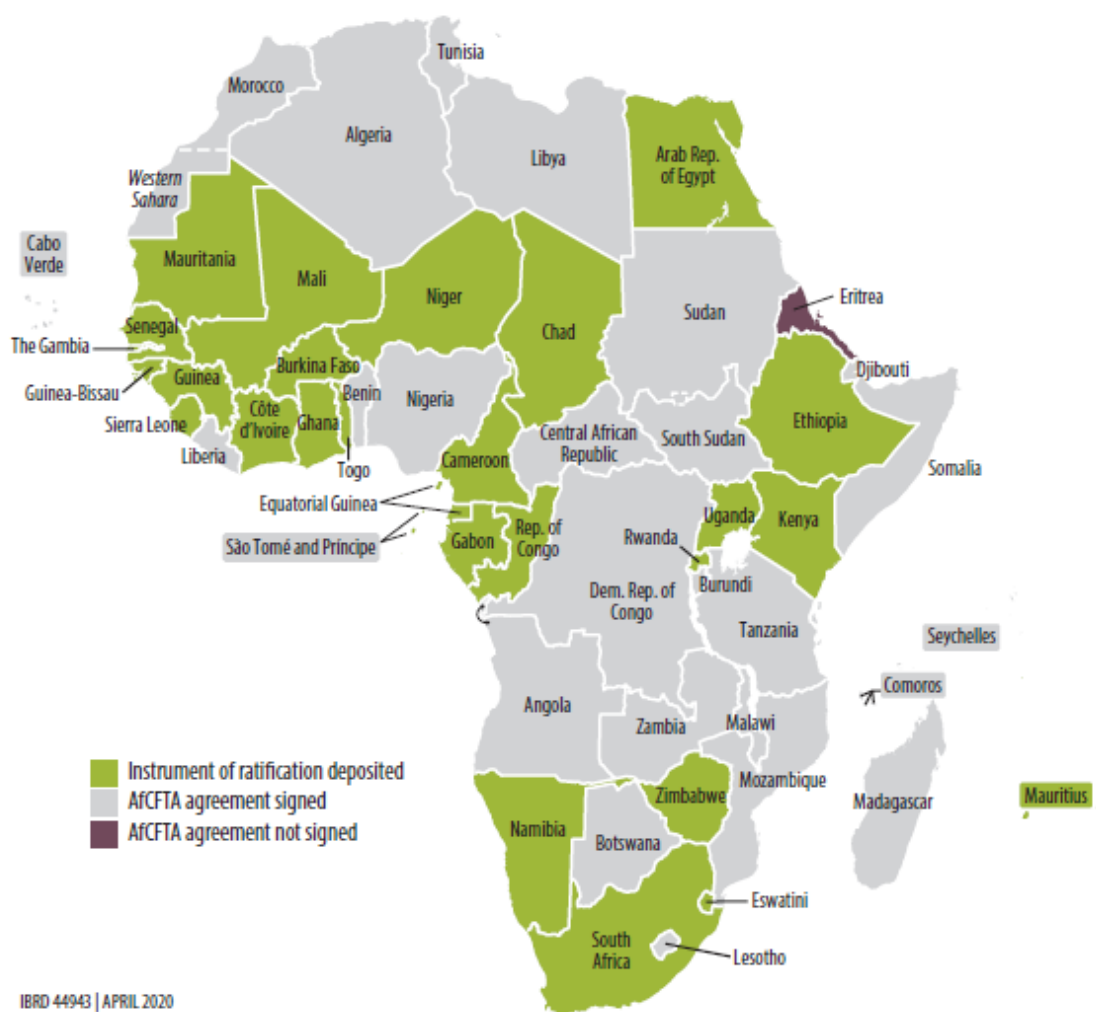 Tunisia
Morocco
Algeria
Libya
Arab Rep.
of Egypt
Western
Sahara
Cabo
Verde
Mauritania
Mali
Niger
Chad
Sudan
Eritrea
Senegal
The Gambia
Guinea-Bissau
Guinea
Burkina Faso
Benin
Nigeria
Djibouti
Ethiopia
Sierra Leone
Côte
d'Ivoire
Ghana
Liberia
Togo
Cameroon
Central African
Republic
South Sudan
Somalia
Equatorial Guinea
São Tomé and Príncipe
Gabon
Rep. of
Congo
Rwanda
Uganda
Kenya
Burundi
Dem. Rep. of
Congo
Tanzania
Seychelles
Comoros
Angola
Zambia
Malawi
Mozambique
Madagascar
Mauritius
Zimbabwe
Namibia
Botswana
Eswatini
South
Africa
Lesotho
Instrument of ratification deposited
AfCFTA agreement signed
AfCFTA agreement not signed
IBRD 44943 | APRIL 2020